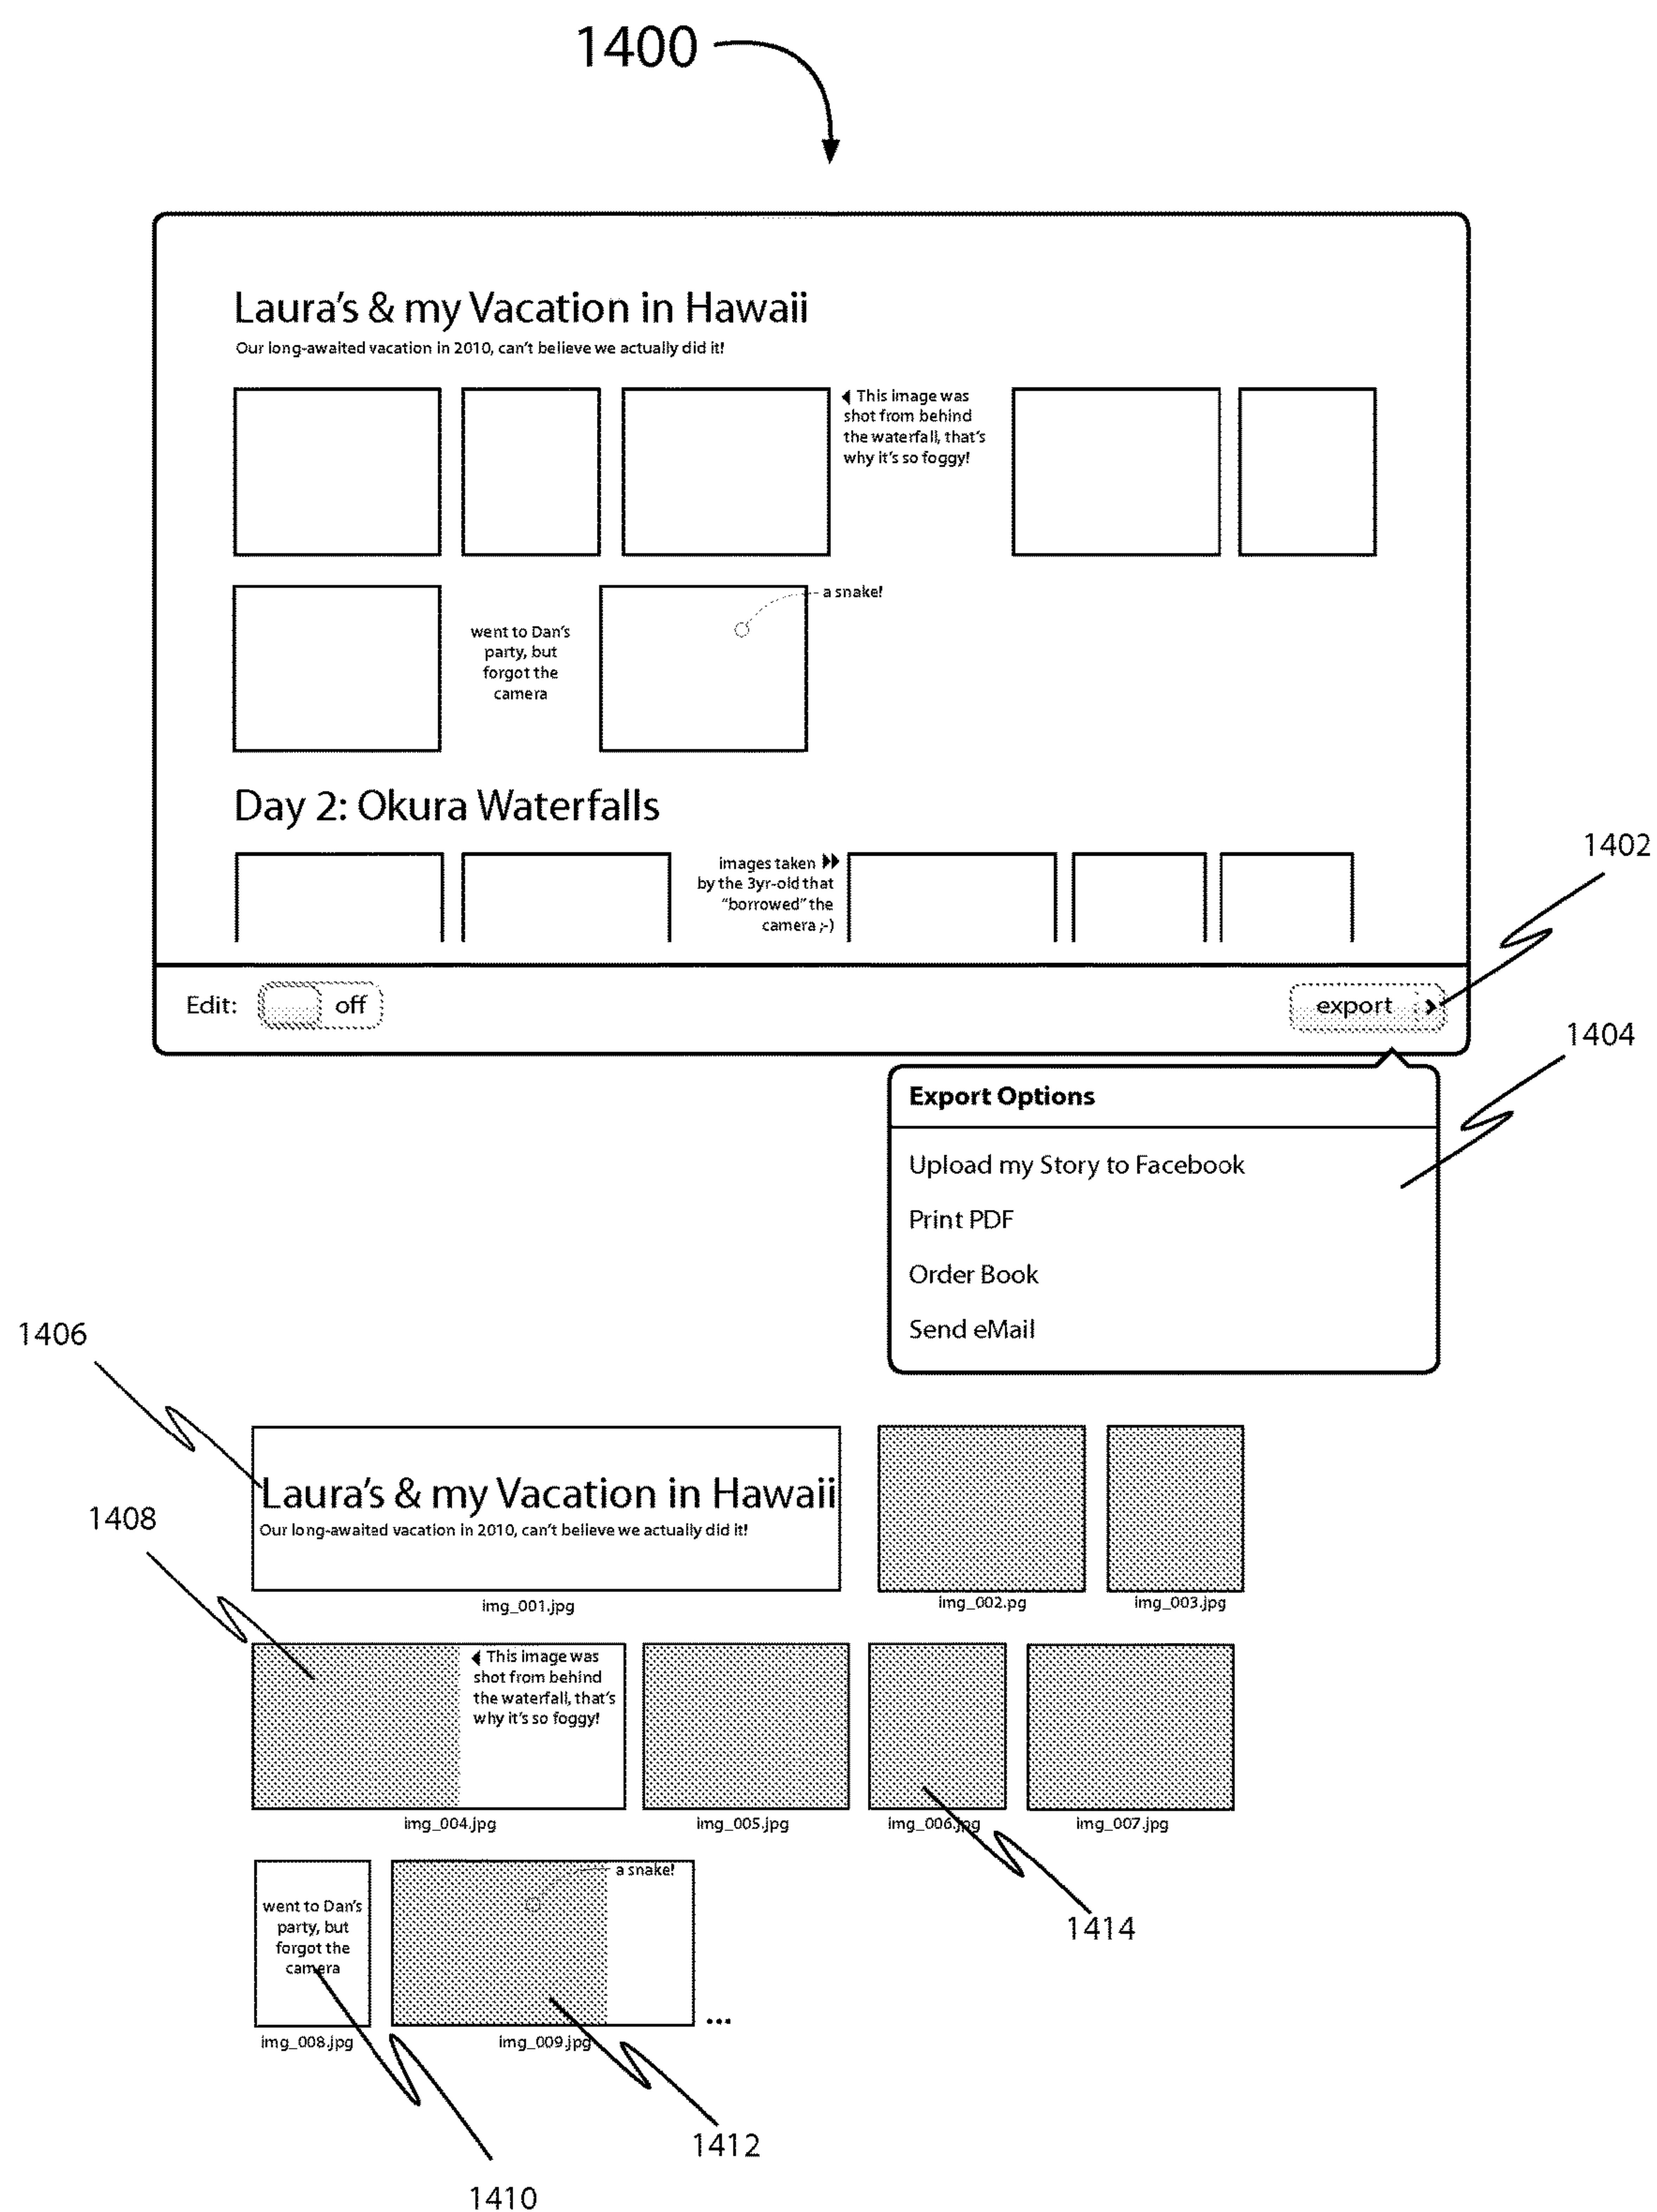 1400
Laura's & my Vacation in Hawaii
Our long-awaited vacation in 2010, can't believe we actually did it!
This image was
shot from behind
the waterfall, that's
why it's so foggy!
a snake!
went to Dan's
party, but
forgot the
camera
Day 2: Okura Waterfalls
images taken
by the 3yr-old that
"borrowed" the
camera ;-)
1402
Edit:
off
export
1404
Export Options
Upload my Story to Facebook
Print PDF
Order Book
Send eMail
1406
Laura's & my Vacation in Hawaii
Our long-awaited vacation in 2010, can't believe we actually did it!
img_001.jpg
img_002.pg
img_003.jpg
1408
This image was
shot from behind
the waterfall, that's
why it's so foggy!
img_004.jpg
img_005.jpg
img_006.jpg
img_007.jpg
1414
went to Dan's
party, but
forgot the
camera
img_008.jpg
a snake!
img_009.jpg
...
1412
1410